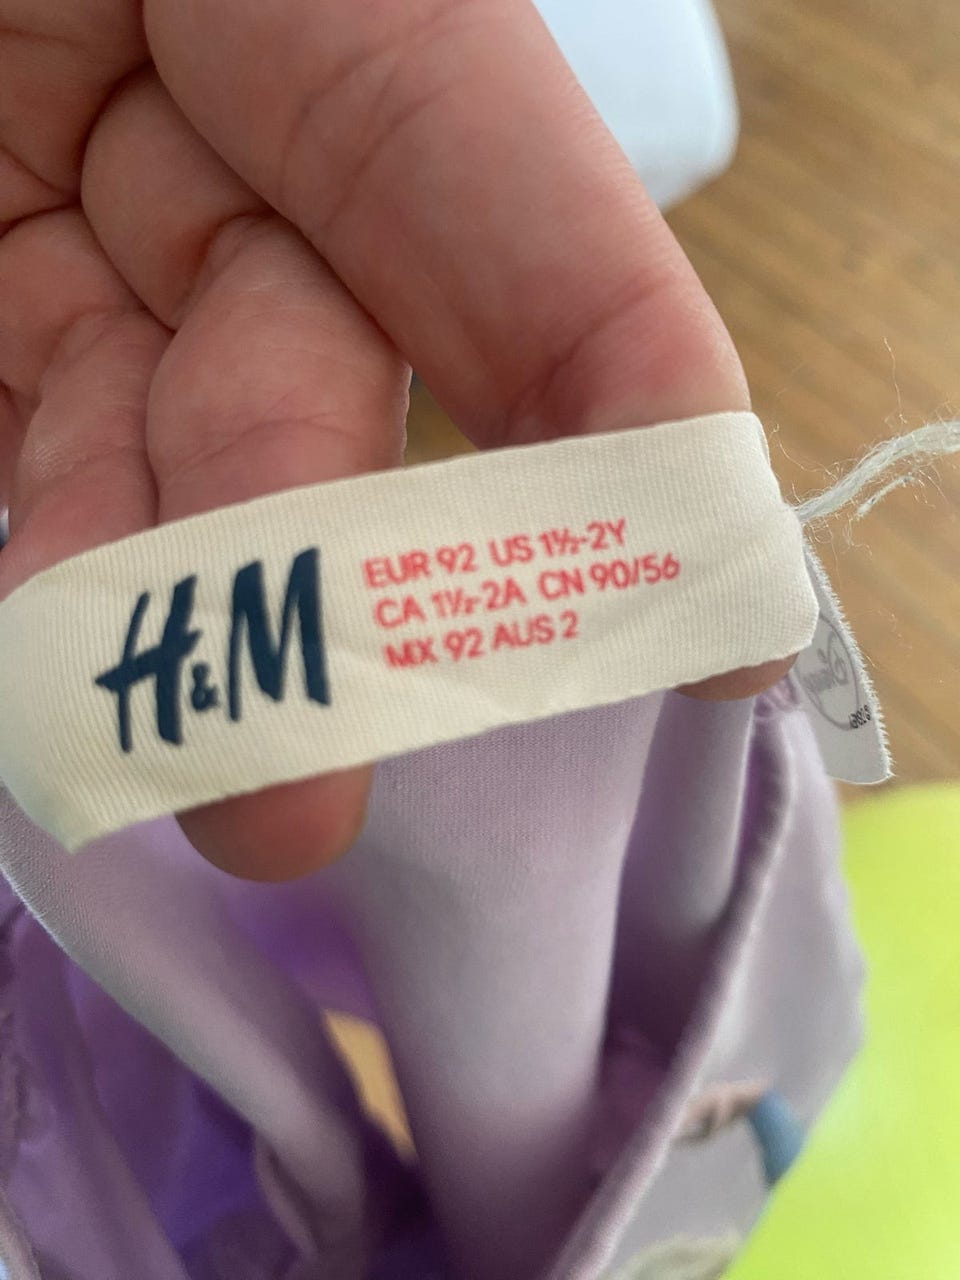 H&M
EUR 92 US 1½-2Y
CA 1½-2A CN 90/56
MX 92 AUS 2